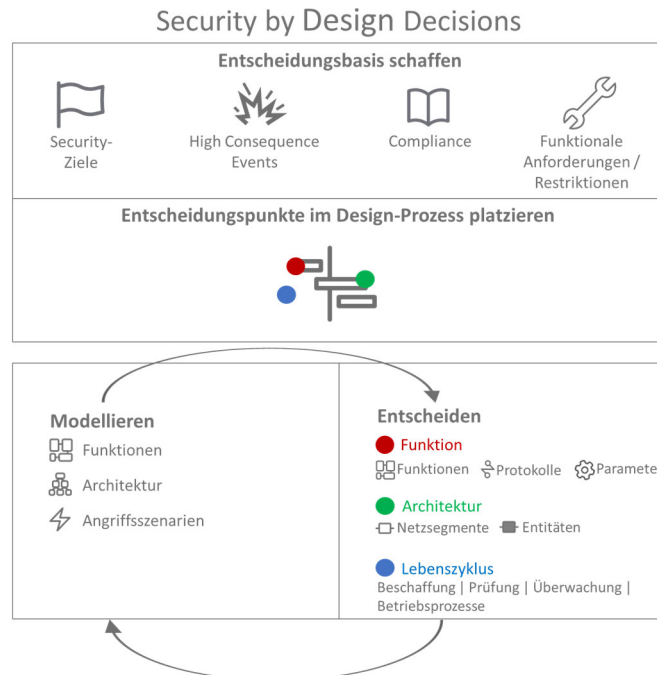 Security by Design Decisions
Entscheidungsbasis schaffen
Security-
Ziele
High Consequence
Events
Compliance
Funktionale
Anforderungen /
Restriktionen
Entscheidungspunkte im Design-Prozess platzieren
Modellieren
Funktionen
Architektur
Angriffsszenarien
Entscheiden
Funktion
Funktionen Protokolle Paramete
Architektur
Netzsegmente Entitäten
Lebenszyklus
Beschaffung | Prüfung | Überwachung |
Betriebsprozesse